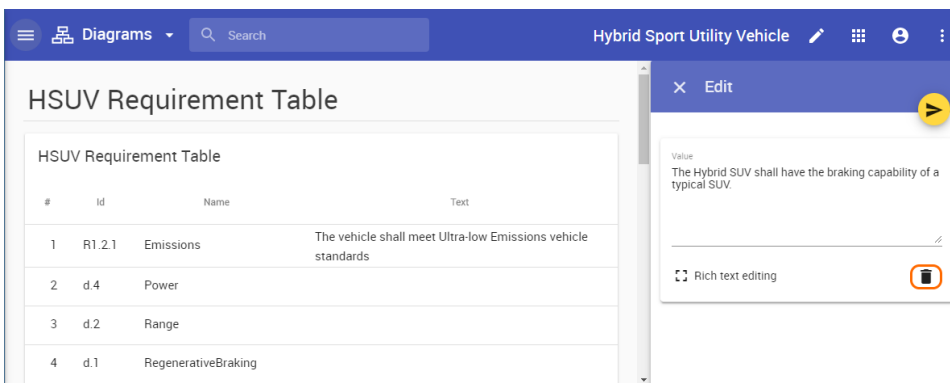 Diagrams
Search
Hybrid Sport Utility Vehicle
HSUV Requirement Table
HSUV Requirement Table
# Id Name Text
1 R1.2.1 Emissions The vehicle shall meet Ultra-low Emissions vehicle
standards
2 d.4 Power
3 d.2 Range
4 d.1 RegenerativeBraking
Edit
Value
The Hybrid SUV shall have the braking capability of a
typical SUV.
Rich text editing